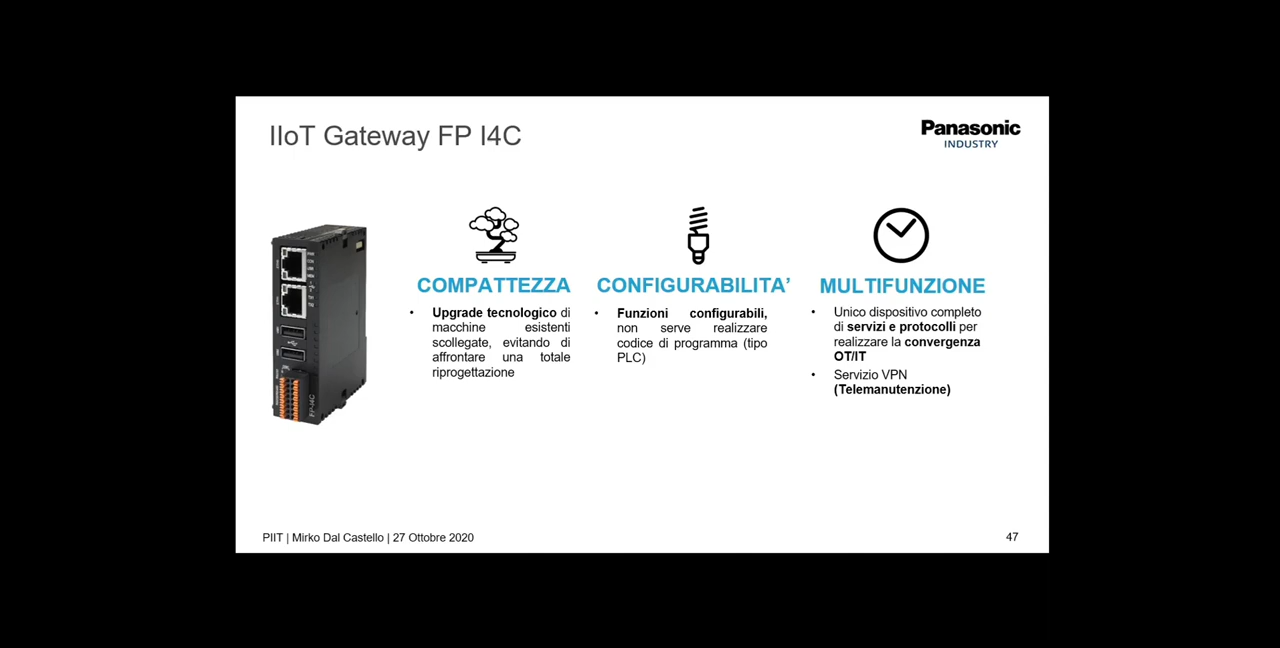 IIoT Gateway FP I4C
Panasonic
INDUSTRY
COMPATTEZZA
• Upgrade tecnologico di
macchine esistenti
scollegate, evitando di
affrontare una totale
riprogettazione
CONFIGURABILITA'
• Funzioni configurabili,
non serve realizzare
codice di programma (tipo
PLC)
MULTIFUNZIONE
• Unico dispositivo completo
di servizi e protocolli per
realizzare la convergenza
OT/IT
• Servizio VPN
(Telemanutenzione)
FP-I4C
PIIT | Mirko Dal Castello | 27 Ottobre 2020
47